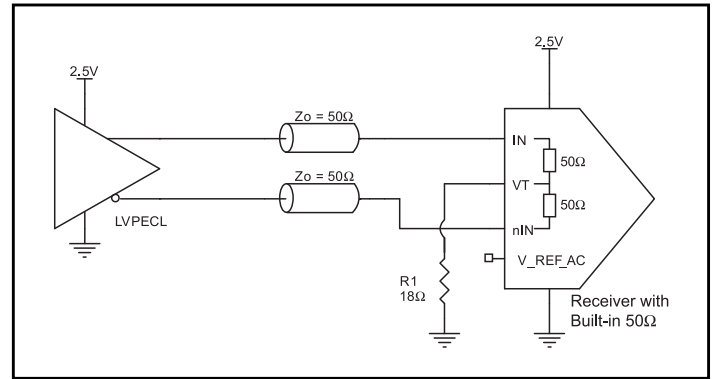 2.5V
2.5V
Zo = 50Ω
IN
50Ω
Zo = 50Ω
VT
50Ω
LVPECL
nIN
V_REF_AC
R1
18Ω
Receiver with
Built-in 50Ω